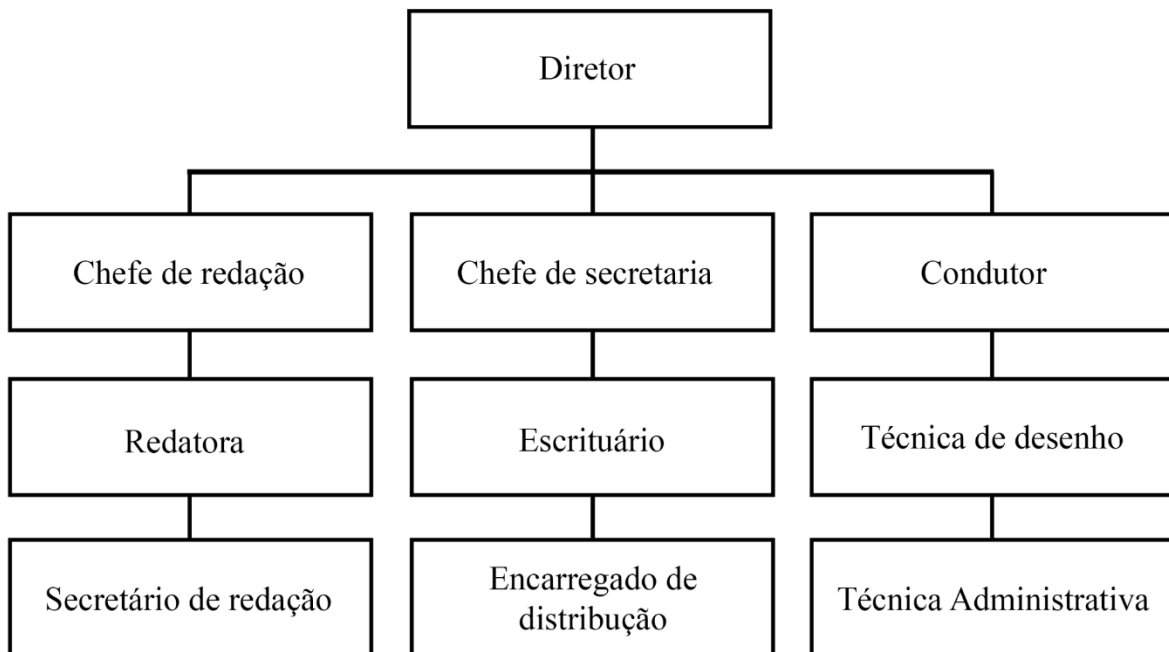 Diretor
Chefe de redação
Chefe de secretaria
Condutor
Redatora
Escrituário
Técnica de desenho
Secretário de redação
Encarregado de
distribução
Técnica Administrativa